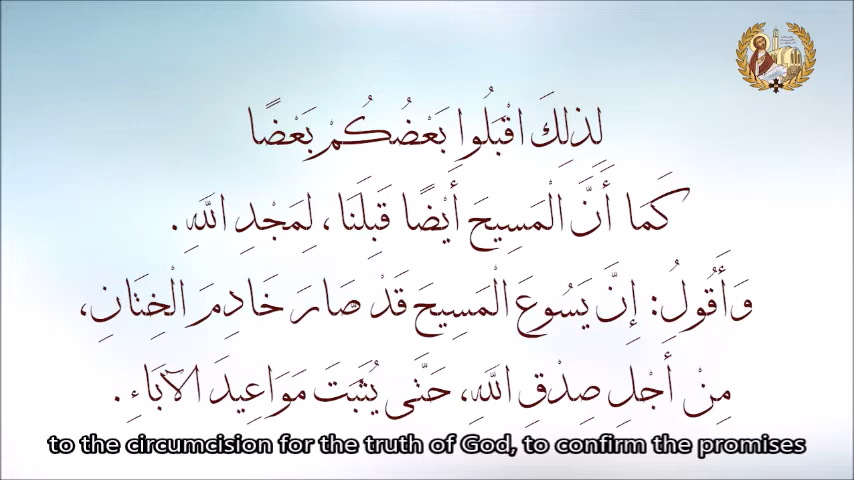 لِذلِكَ اقْبَلُوا بَعْضُكُمْ بَعْضًا
كَمَا أَنَّ الْمَسِيحَ أَيْضًا قَبِلَنَا، لِمَجْدِ اللهِ.
وَأَقُولُ: إِنَّ يَسُوعَ الْمَسِيحَ قَدْ صَارَ خَادِمَ الْخِتَانِ،
مِنْ أَجْلِ صِدْقِ اللهِ، حَتَّى يُثَبِّتَ مَوَاعِيدَ الآبَاءِ.
to the circumcision for the truth of God, to confirm the promises